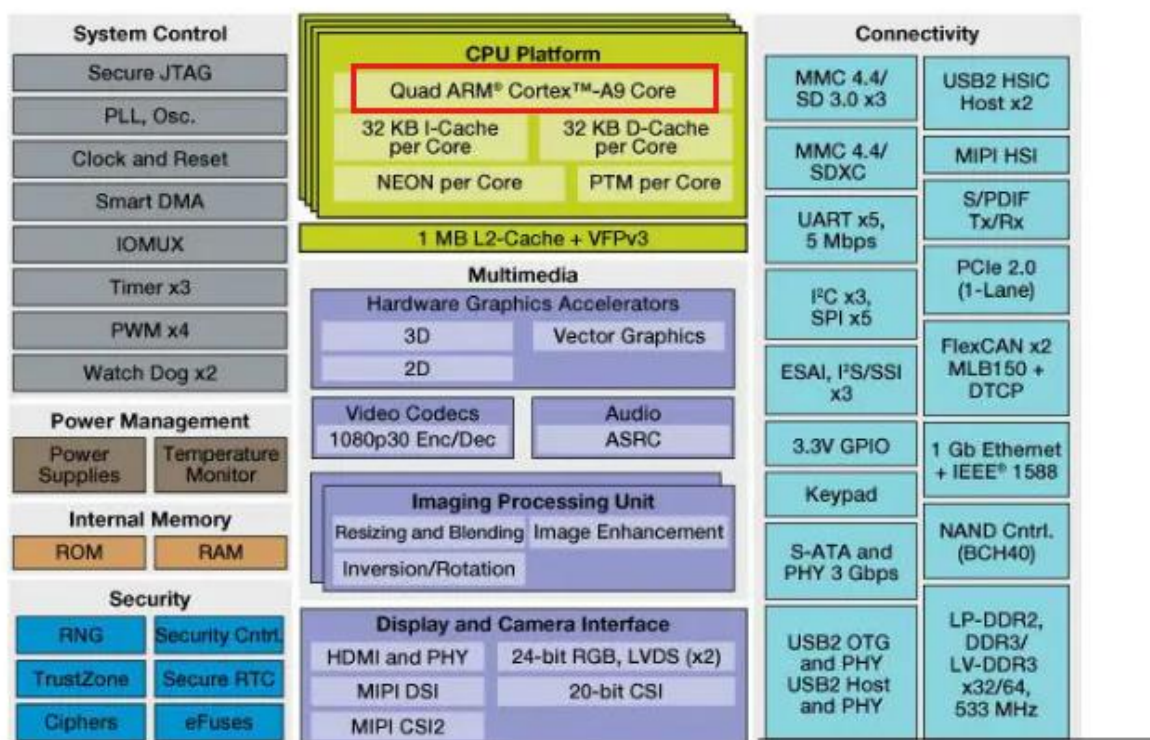 System Control
Secure JTAG
PLL, Osc.
Clock and Reset
Smart DMA
IOMUX
Timer x3
PWM x4
Watch Dog x2
Power Management
Power
Supplies
Temperature
Monitor
Internal Memory
ROM
RAM
Security
RNG
Security Cntrl.
TrustZone
Secure RTC
Ciphers
eFuses
CPU Platform
Quad ARM® Cortex™-A9 Core
32 KB I-Cache
per Core
32 KB D-Cache
per Core
NEON per Core
PTM per Core
1 MB L2-Cache + VFPv3
Multimedia
Hardware Graphics Accelerators
3D
Vector Graphics
2D
Video Codecs
1080p30 Enc/Dec
Audio
ASRC
Imaging Processing Unit
Resizing and Blending
Image Enhancement
Inversion/Rotation
Display and Camera Interface
HDMI and PHY
24-bit RGB, LVDS (x2)
MIPI DSI
20-bit CSI
MIPI CSI2
Connectivity
MMC 4.4/
SD 3.0 x3
MMC 4.4/
SDXC
UART x5,
5 Mbps
I²C x3,
SPI x5
ESAI, I²S/SSI
x3
3.3V GPIO
Keypad
S-ATA and
PHY 3 Gbps
USB2 OTG
and PHY
USB2 Host
and PHY
USB2 HSIC
Host x2
MIPI HSI
S/PDIF
Tx/Rx
PCIe 2.0
(1-Lane)
FlexCAN x2
MLB150 +
DTCP
1 Gb Ethernet
+ IEEE® 1588
NAND Cntrl.
(BCH40)
LP-DDR2,
DDR3/
LV-DDR3
x32/64,
533 MHz